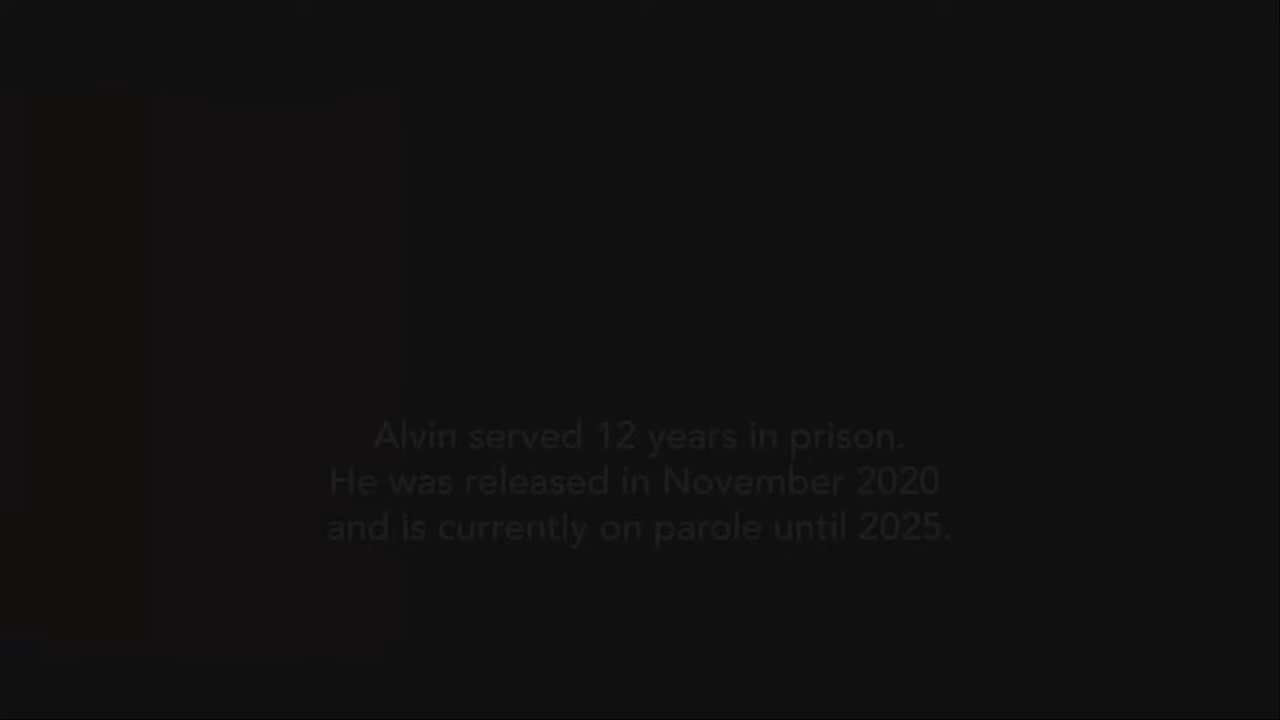 Alvin served 12 years in prison.
He was released in November 2020
and is currently on parole until 2025.